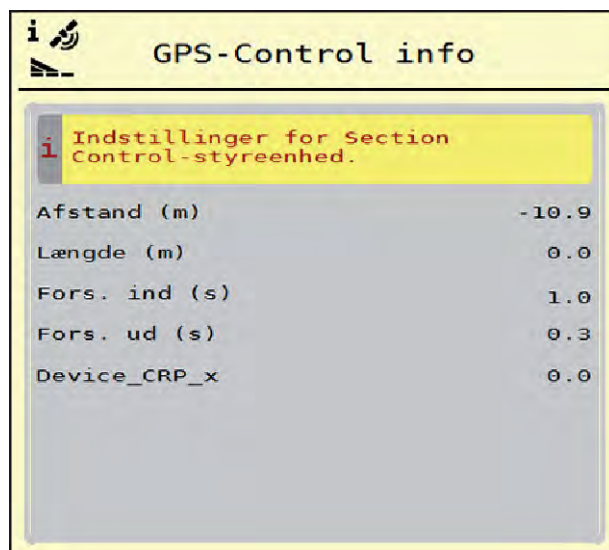 i
GPS-Control info
i Indstillinger for Section
Control-styreenhed.
Afstand (m) -10.9
Længde (m) 0.0
Fors. ind (s) 1.0
Fors. ud (s) 0.3
Device_CRP_x 0.0